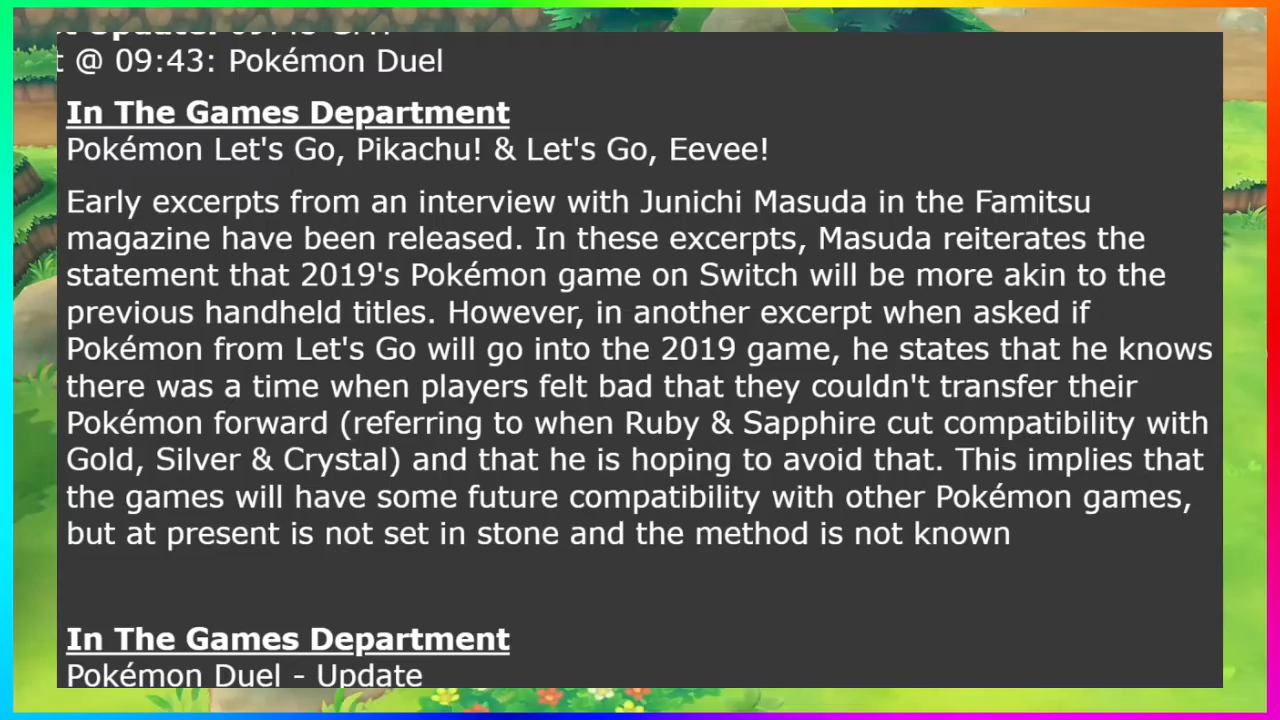 @ 09:43: Pokémon Duel
In The Games Department
Pokémon Let's Go, Pikachu! & Let's Go, Eevee!
Early excerpts from an interview with Junichi Masuda in the Famitsu
magazine have been released. In these excerpts, Masuda reiterates the
statement that 2019's Pokémon game on Switch will be more akin to the
previous handheld titles. However, in another excerpt when asked if
Pokémon from Let's Go will go into the 2019 game, he states that he knows
there was a time when players felt bad that they couldn't transfer their
Pokémon forward (referring to when Ruby & Sapphire cut compatibility with
Gold, Silver & Crystal) and that he is hoping to avoid that. This implies that
the games will have some future compatibility with other Pokémon games,
but at present is not set in stone and the method is not known
In The Games Department
Pokémon Duel - Update